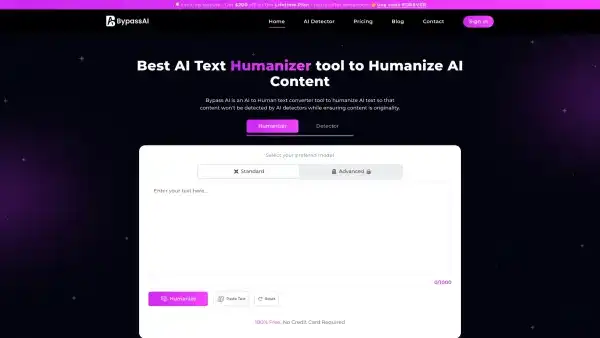 BypassAI
Home
AI Detector
Pricing
Blog
Contact
Sign in
Best AI Text Humanizer tool to Humanize AI
Content
Bypass AI is an AI to Human text converter tool to humanize AI text so that
content won't be detected by AI detectors while ensuring content is originality.
Humanizer
Detector
Select your preferred model
Standard
Advanced
Enter your text here...
0/1000
Humanize
Paste Text
Reset
100% Free. No Credit Card Required